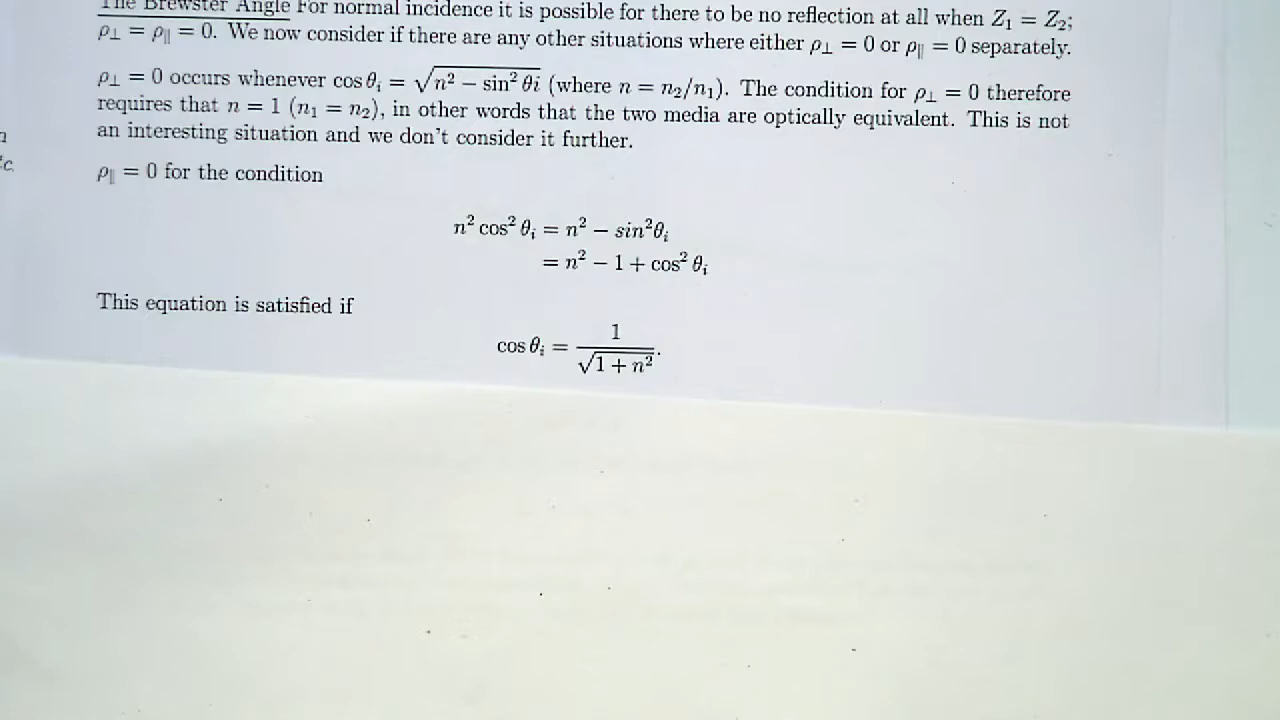 The Brewster Angle For normal incidence it is possible for there to be no reflection at all when Z₁ = Z₂;
ρ⊥ = ρ∥ = 0. We now consider if there are any other situations where either ρ⊥ = 0 or ρ∥ = 0 separately.
ρ⊥ = 0 occurs whenever cos θᵢ = √(n² − sin² θi) (where n = n₂/n₁). The condition for ρ⊥ = 0 therefore
requires that n = 1 (n₁ = n₂), in other words that the two media are optically equivalent. This is not
an interesting situation and we don't consider it further.
ρ∥ = 0 for the condition
n² cos² θᵢ = n² − sin²θᵢ
= n² − 1 + cos² θᵢ
This equation is satisfied if
cos θᵢ = 1/√(1 + n²).